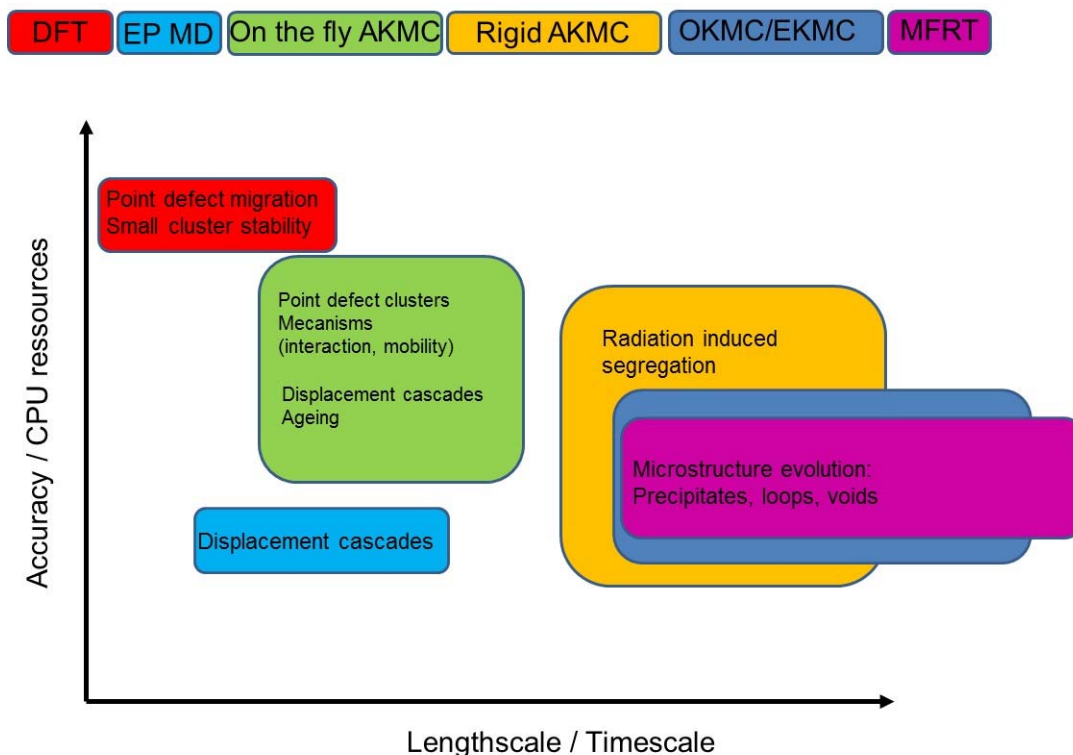 DFT
EP MD
On the fly AKMC
Rigid AKMC
OKMC/EKMC
MFRT
Accuracy / CPU ressources
Point defect migration
Small cluster stability
Point defect clusters
Mecanisms
(interaction, mobility)
Displacement cascades
Ageing
Radiation induced
segregation
Microstructure evolution:
Precipitates, loops, voids
Displacement cascades
Lengthscale / Timescale